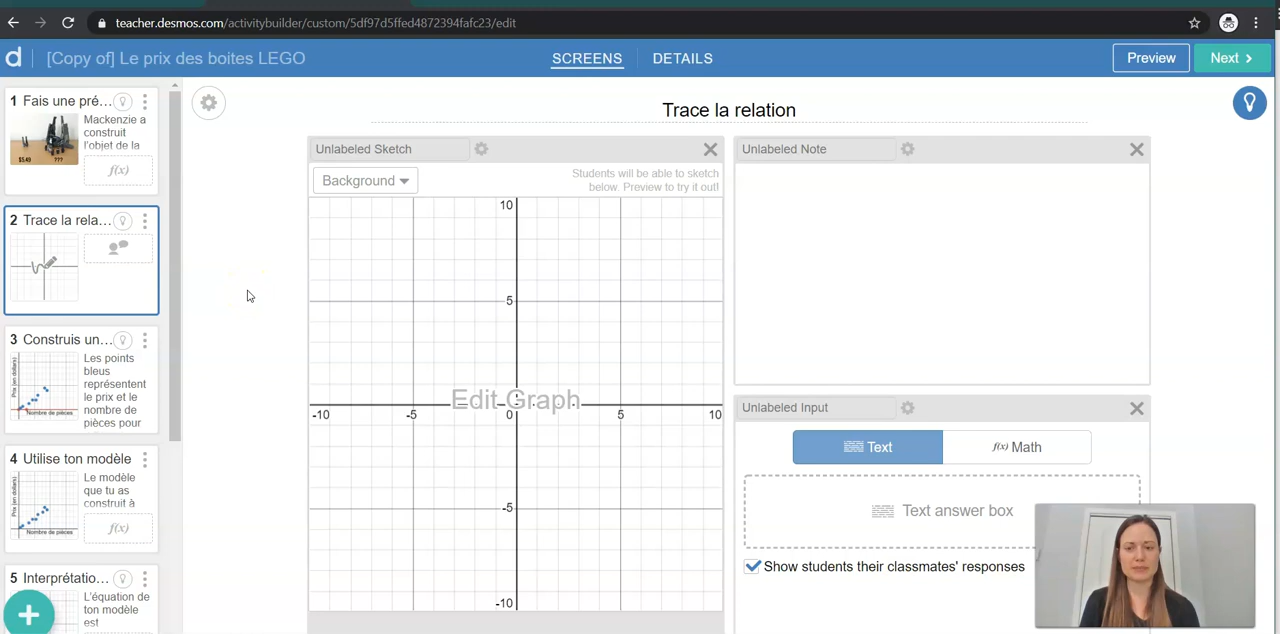 teacher.desmos.com/activitybuilder/custom/5df97d5ffed4872394fafc23/edit
d
[Copy of] Le prix des boites LEGO
SCREENS
DETAILS
Preview
Next
1 Fais une pré...
Mackenzie a
construit
l'objet de la
$5.49
???
f(x)
2 Trace la rela...
3 Construis un...
Les points
bleus
représentent
le prix et le
nombre de
pièces pour
Prix (en dollars)
Nombre de pièces
4 Utilise ton modèle
Le modèle
que tu as
construit à
Prix (en dollars)
Nombre de pièces
f(x)
5 Interprétatio...
L'équation de
ton modèle
est
+
Trace la relation
Unlabeled Sketch
Background
Students will be able to sketch
below. Preview to try it out!
10
5
Edit Graph
-10
-5
0
5
10
-5
-10
Unlabeled Note
Unlabeled Input
Text
f(x) Math
Text answer box
Show students their classmates' responses